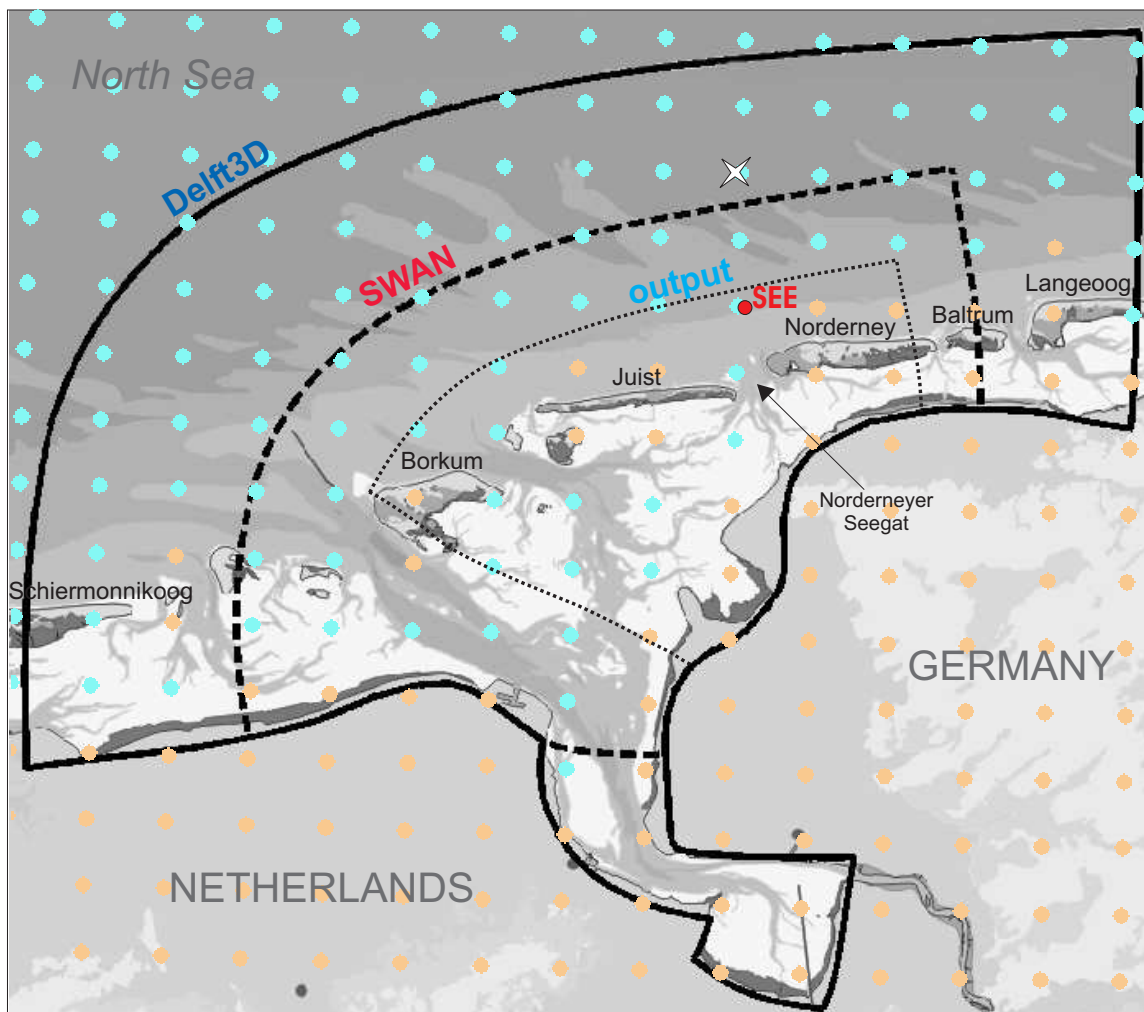 North Sea
Delft3D
SWAN
output
SEE
Langeoog
Baltrum
Norderney
Juist
Borkum
Norderneyer
Seegat
Schiermonnikoog
GERMANY
NETHERLANDS